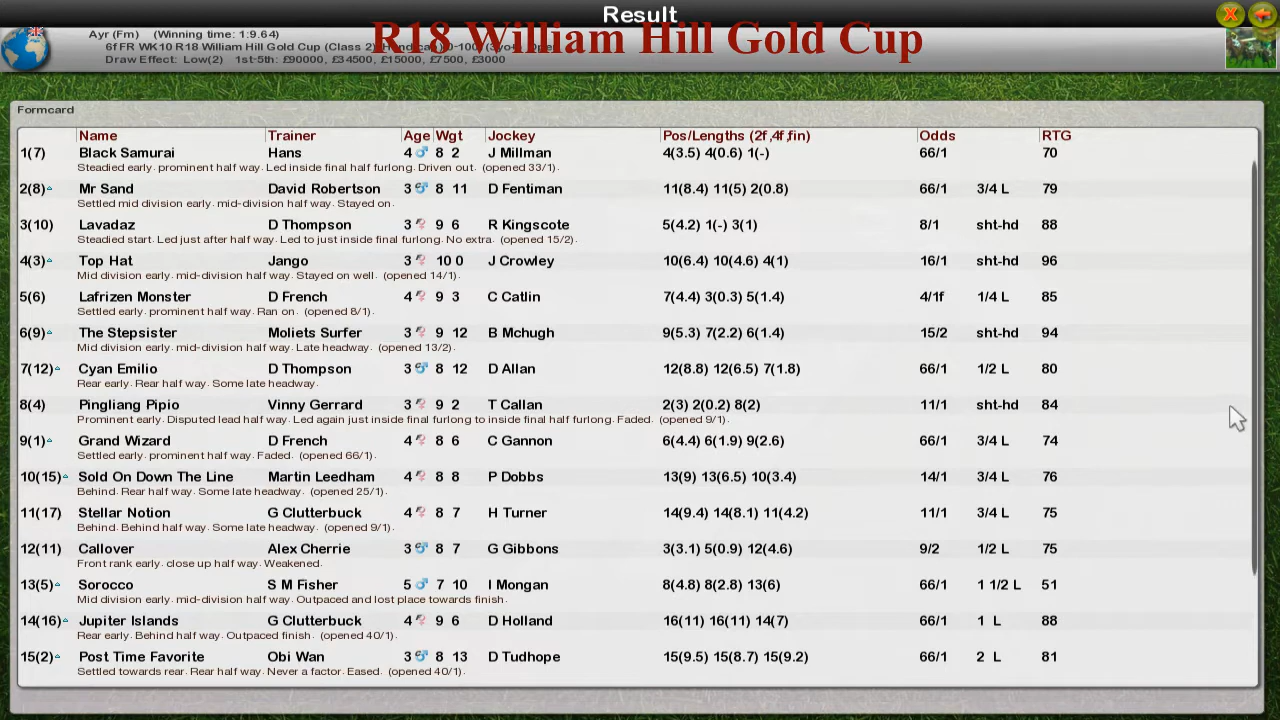 Result
R18 William Hill Gold Cup
Ayr (Fm) (Winning time: 1:9.64)
6f FR WK10 R18 William Hill Gold Cup (Class 2) Handicap 0-100 (3yo+) Open
Draw Effect: Low(2) 1st-5th: £90000, £34500, £15000, £7500, £3000
Formcard
Name Trainer Age Wgt Jockey Pos/Lengths (2f,4f,fin) Odds RTG
1(7) Black Samurai Hans 4 8 2 J Millman 4(3.5) 4(0.6) 1(-) 66/1 70
Steadied early. prominent half way. Led inside final half furlong. Driven out. (opened 33/1).
2(8) Mr Sand David Robertson 3 8 11 D Fentiman 11(8.4) 11(5) 2(0.8) 66/1 3/4 L 79
Settled mid division early. mid-division half way. Stayed on.
3(10) Lavadaz D Thompson 3 9 6 R Kingscote 5(4.2) 1(-) 3(1) 8/1 sht-hd 88
Steadied start. Led just after half way. Led to just inside final furlong. No extra. (opened 15/2).
4(3) Top Hat Jango 3 10 0 J Crowley 10(6.4) 10(4.6) 4(1) 16/1 sht-hd 96
Mid division early. mid-division half way. Stayed on well. (opened 14/1).
5(6) Lafrizen Monster D French 4 9 3 C Catlin 7(4.4) 3(0.3) 5(1.4) 4/1f 1/4 L 85
Settled early. prominent half way. Ran on. (opened 8/1).
6(9) The Stepsister Moliets Surfer 3 9 12 B Mchugh 9(5.3) 7(2.2) 6(1.4) 15/2 sht-hd 94
Mid division early. mid-division half way. Late headway. (opened 13/2).
7(12) Cyan Emilio D Thompson 3 8 12 D Allan 12(8.8) 12(6.5) 7(1.8) 66/1 1/2 L 80
Rear early. Rear half way. Some late headway.
8(4) Pingliang Pipio Vinny Gerrard 3 9 2 T Callan 2(3) 2(0.2) 8(2) 11/1 sht-hd 84
Prominent early. Disputed lead half way. Led again just inside final furlong to inside final half furlong. Faded. (opened 9/1).
9(1) Grand Wizard D French 4 8 6 C Gannon 6(4.4) 6(1.9) 9(2.6) 66/1 3/4 L 74
Settled early. prominent half way. Faded. (opened 66/1).
10(15) Sold On Down The Line Martin Leedham 4 8 8 P Dobbs 13(9) 13(6.5) 10(3.4) 14/1 3/4 L 76
Behind. Rear half way. Some late headway. (opened 25/1).
11(17) Stellar Notion G Clutterbuck 4 8 7 H Turner 14(9.4) 14(8.1) 11(4.2) 11/1 3/4 L 75
Behind. Behind half way. Some late headway. (opened 9/1).
12(11) Callover Alex Cherrie 3 8 7 G Gibbons 3(3.1) 5(0.9) 12(4.6) 9/2 1/2 L 75
Front rank early. close up half way. Weakened.
13(5) Sorocco S M Fisher 5 7 10 I Mongan 8(4.8) 8(2.8) 13(6) 66/1 1 1/2 L 51
Mid division early. mid-division half way. Outpaced and lost place towards finish.
14(16) Jupiter Islands G Clutterbuck 4 9 6 D Holland 16(11) 16(11) 14(7) 66/1 1 L 88
Rear early. Behind half way. Outpaced finish. (opened 40/1).
15(2) Post Time Favorite Obi Wan 3 8 13 D Tudhope 15(9.5) 15(8.7) 15(9.2) 66/1 2 L 81
Settled towards rear. Rear half way. Never a factor. Eased. (opened 40/1).